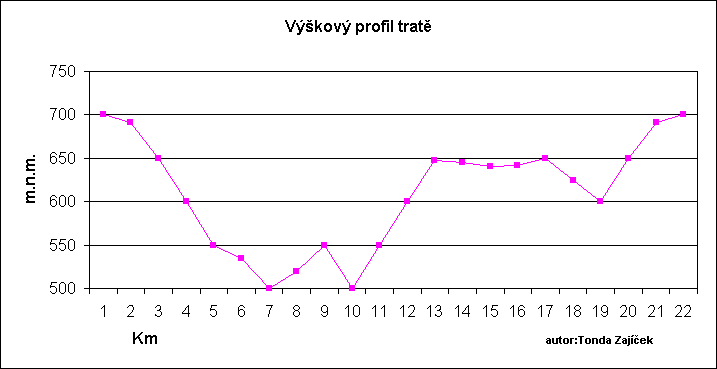 Výškový profil tratě
750
700
650
600
550
500
m.n.m.
1 2 3 4 5 6 7 8 9 10 11 12 13 14 15 16 17 18 19 20 21 22
Km
autor:Tonda Zajíček